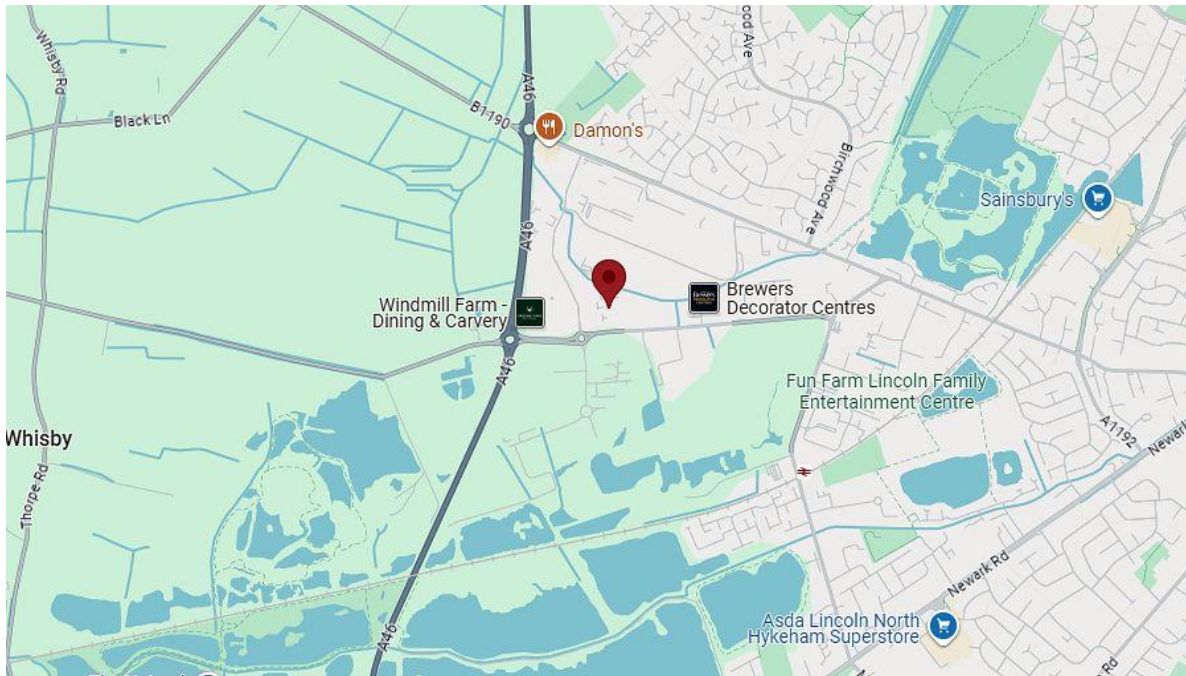 Whisby Rd
Black Ln
A46
B1190
Damon's
ood Ave
Birchwood Ave
Sainsbury's
A46
Windmill Farm -
Dining & Carvery
Brewers
Decorator Centres
A46
Fun Farm Lincoln Family
Entertainment Centre
A1192
Newark
Whisby
Thorpe Rd
Newark Rd
Asda Lincoln North
Hykeham Superstore
A46
Rd